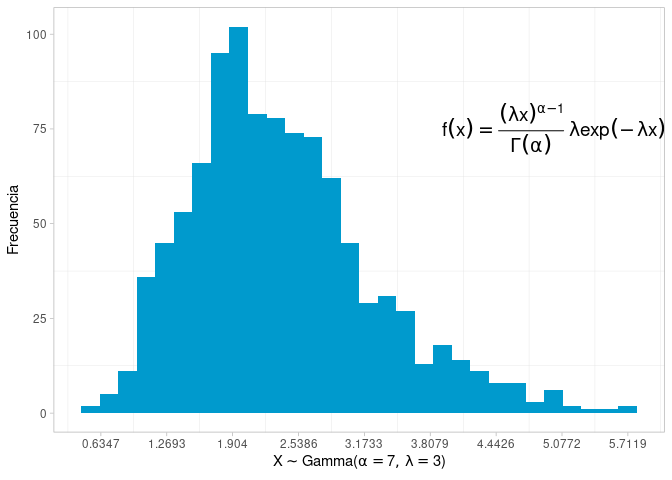 100
75
50
25
0
Frecuencia
f(x) = (λx)^(α−1) / Γ(α) λexp(− λx)
0.6347 1.2693 1.904 2.5386 3.1733 3.8079 4.4426 5.0772 5.7119
X ~ Gamma(α = 7, λ = 3)